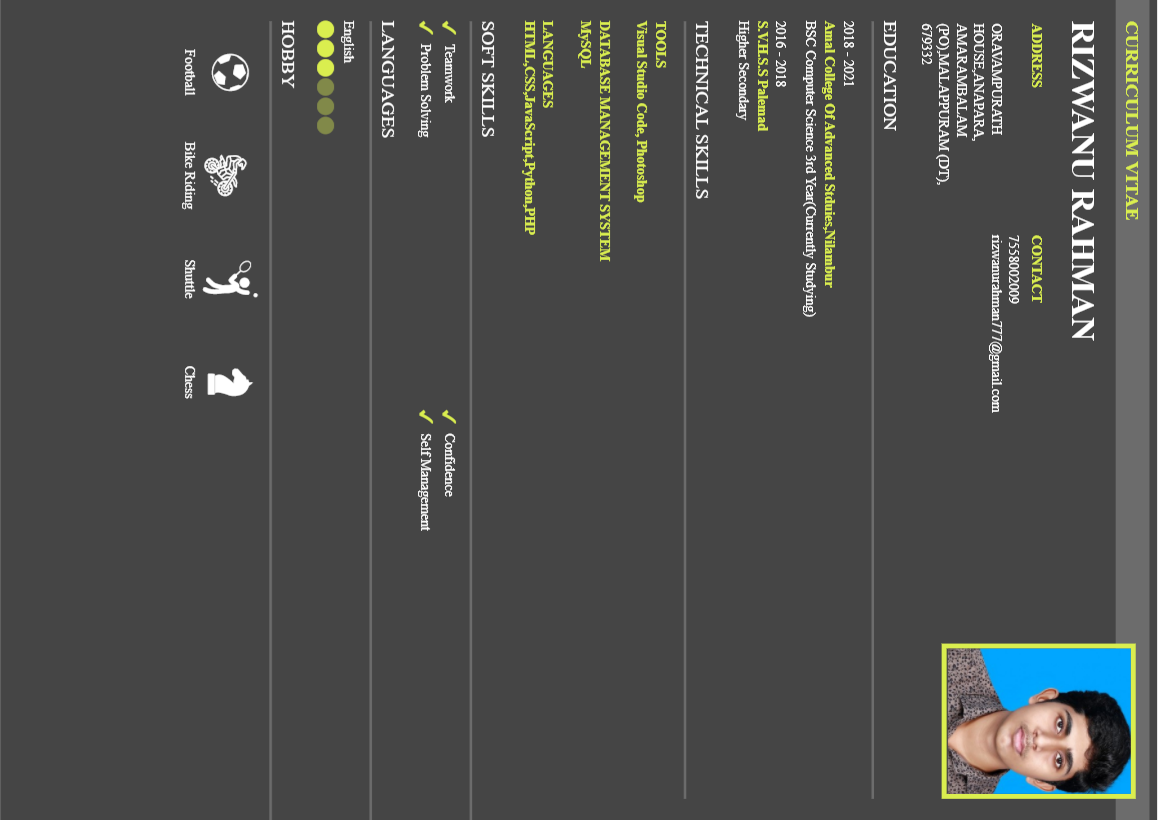 CURRICULUM VITAE
RIZWANU RAHMAN
ADDRESS
ORAVAMPURATH
HOUSE,ANAPARA,
AMARAMBALAM
(PO),MALAPPURAM (DT),
679332
CONTACT
7558002009
rizwanurahman777@gmail.com
EDUCATION
2018 - 2021
Amal College Of Advanced Stduies,Nilambur
BSC Computer Science 3rd Year(Currently Studying)
2016 - 2018
S.V.H.S.S Palemad
Higher Secondary
TECHNICAL SKILLS
TOOLS
Visual Studio Code, Photoshop
DATABASE MANAGEMENT SYSTEM
MySQL
LANGUAGES
HTML,CSS,JavaScript,Python,PHP
SOFT SKILLS
✓ Teamwork
✓ Confidence
✓ Problem Solving
✓ Self Management
LANGUAGES
English
HOBBY
Football
Bike Riding
Shuttle
Chess